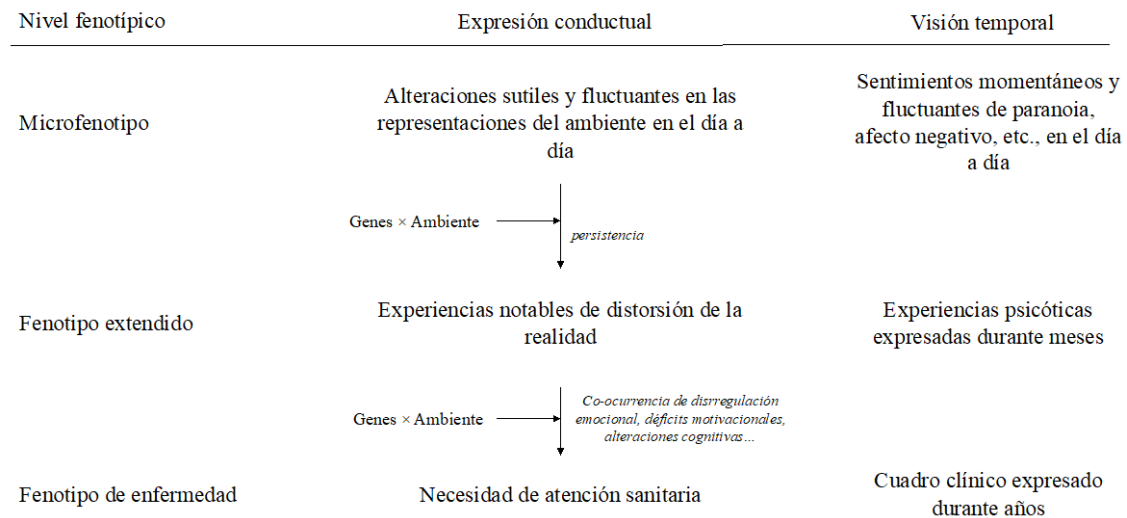 Nivel fenotípico
Expresión conductual
Visión temporal
Microfenotipo
Alteraciones sutiles y fluctuantes en las
representaciones del ambiente en el día a
día
Sentimientos momentáneos y
fluctuantes de paranoia,
afecto negativo, etc., en el día
a día
Genes × Ambiente
persistencia
Fenotipo extendido
Experiencias notables de distorsión de la
realidad
Experiencias psicóticas
expresadas durante meses
Genes × Ambiente
Co-ocurrencia de disrregulación
emocional, déficits motivacionales,
alteraciones cognitivas…
Fenotipo de enfermedad
Necesidad de atención sanitaria
Cuadro clínico expresado
durante años